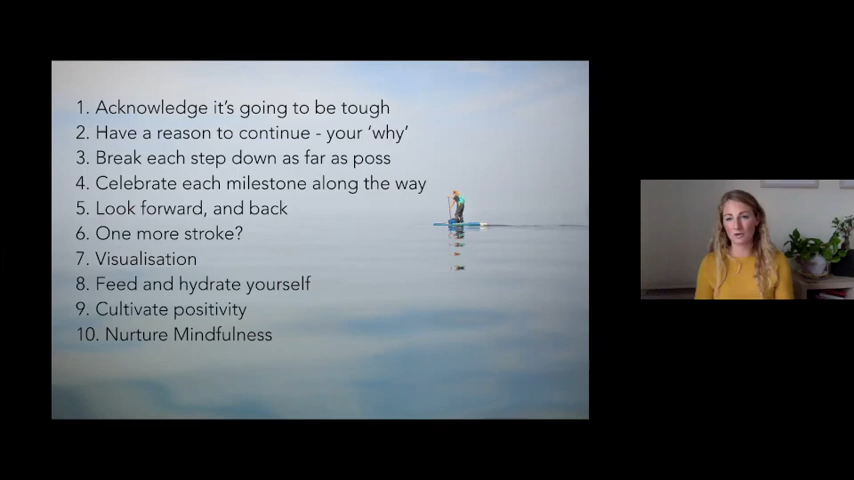 1. Acknowledge it's going to be tough
2. Have a reason to continue - your 'why'
3. Break each step down as far as poss
4. Celebrate each milestone along the way
5. Look forward, and back
6. One more stroke?
7. Visualisation
8. Feed and hydrate yourself
9. Cultivate positivity
10. Nurture Mindfulness